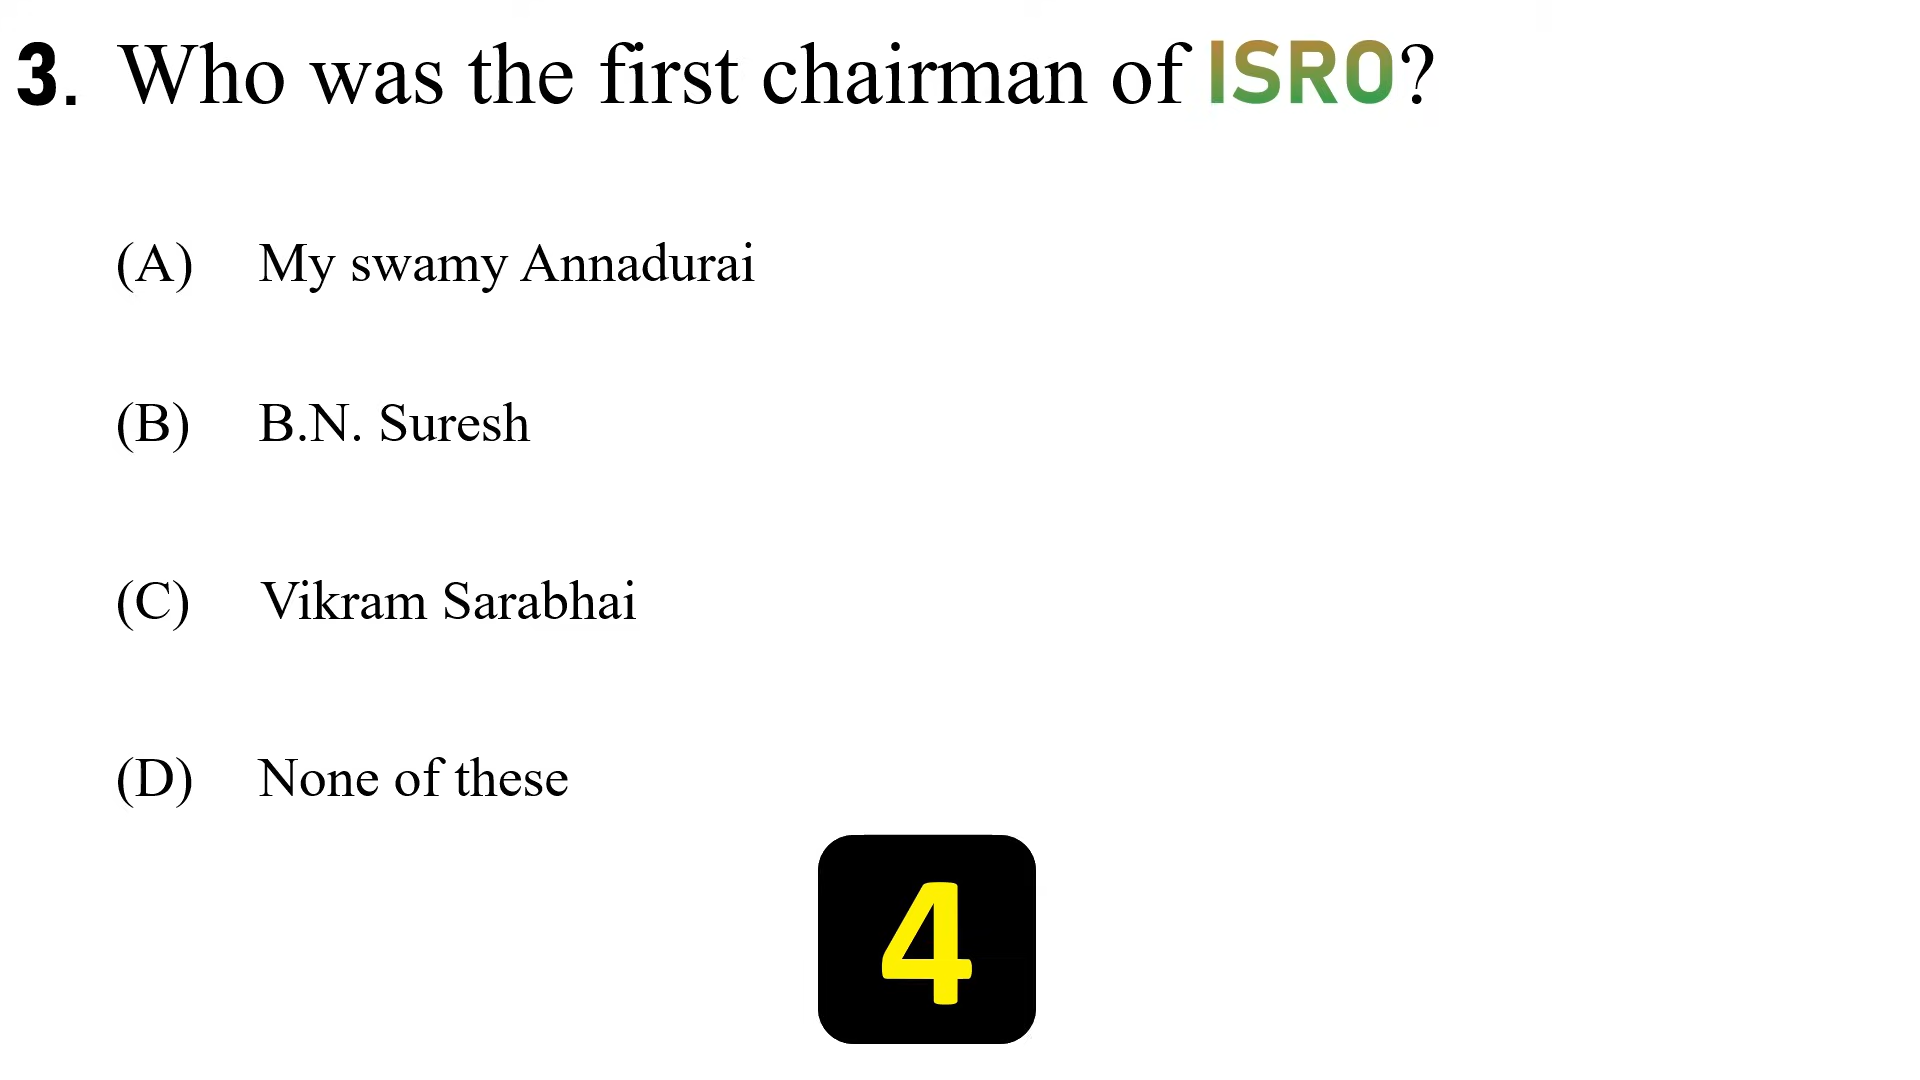 3. Who was the first chairman of ISRO?
(A) My swamy Annadurai
(B) B.N. Suresh
(C) Vikram Sarabhai
(D) None of these
4